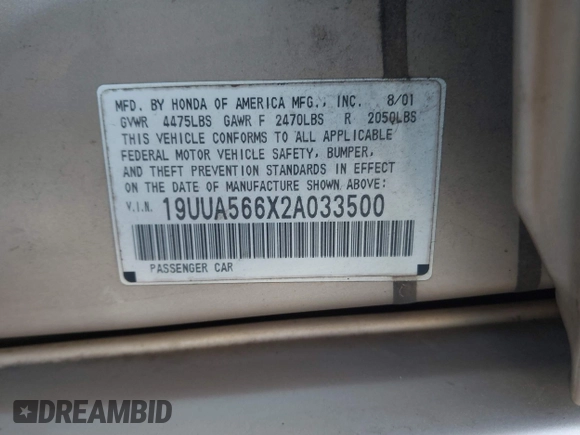 MFD. BY HONDA OF AMERICA MFG., INC. 8/01
GVWR 4475LBS GAWR F 2470LBS R 2050LBS
THIS VEHICLE CONFORMS TO ALL APPLICABLE
FEDERAL MOTOR VEHICLE SAFETY, BUMPER,
AND THEFT PREVENTION STANDARDS IN EFFECT
ON THE DATE OF MANUFACTURE SHOWN ABOVE:
V.I.N. 19UUA566X2A033500
PASSENGER CAR
DREAMBID